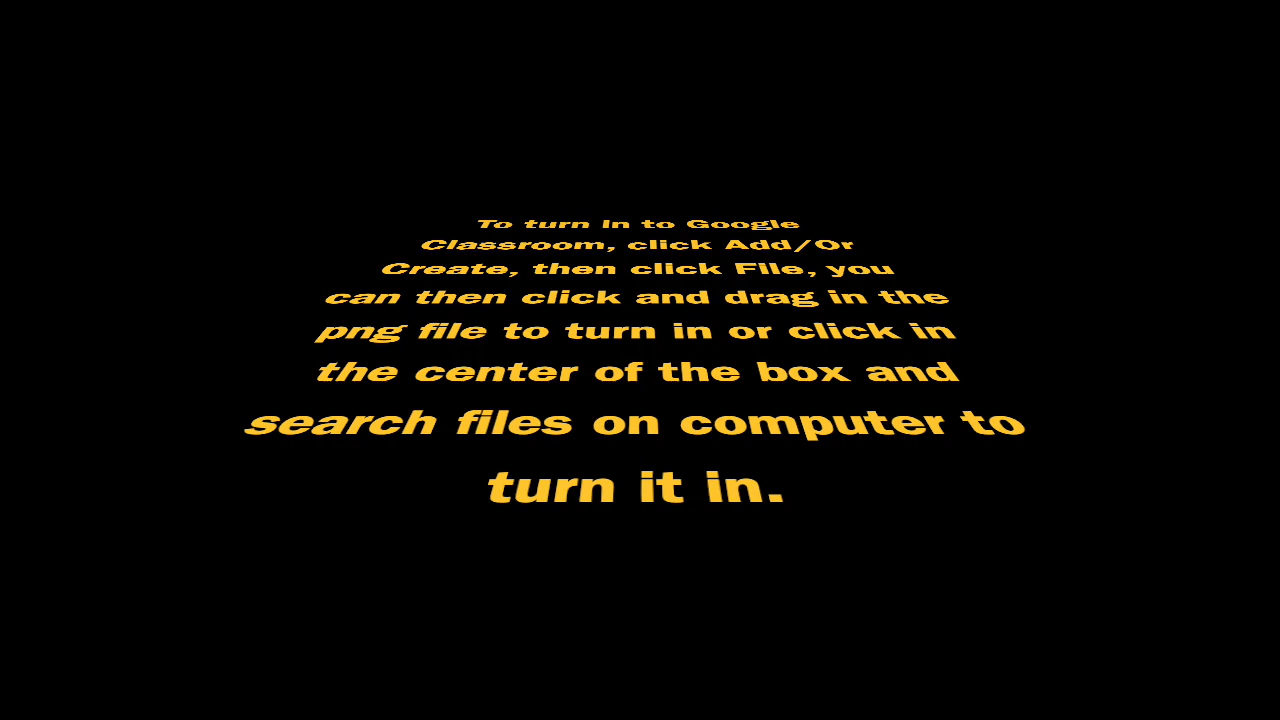 To turn in to Google
Classroom, click Add/Or
Create, then click File, you
can then click and drag in the
png file to turn in or click in
the center of the box and
search files on computer to
turn it in.